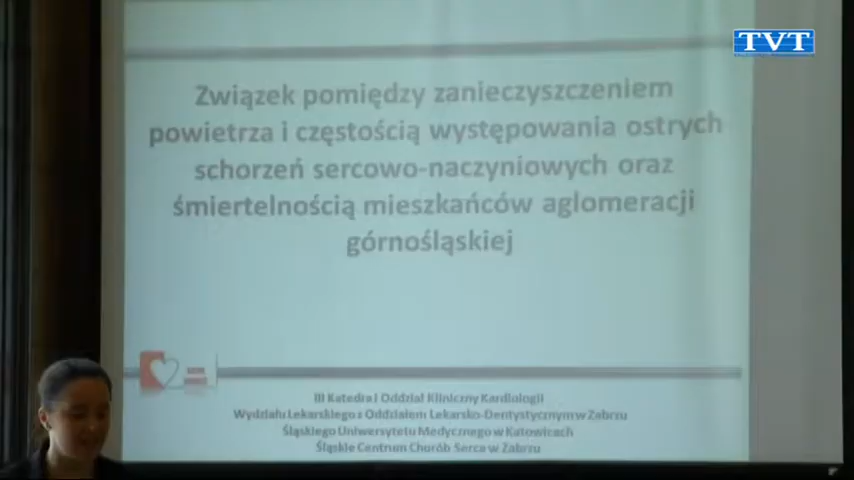 TVT
Związek pomiędzy zanieczyszczeniem
powietrza i częstością występowania ostrych
schorzeń sercowo-naczyniowych oraz
śmiertelnością mieszkańców aglomeracji
górnośląskiej
III Katedra i Oddział Kliniczny Kardiologii
Wydziału Lekarskiego z Oddziałem Lekarsko-Dentystycznym w Zabrzu
Śląskiego Uniwersytetu Medycznego w Katowicach
Śląskie Centrum Chorób Serca w Zabrzu